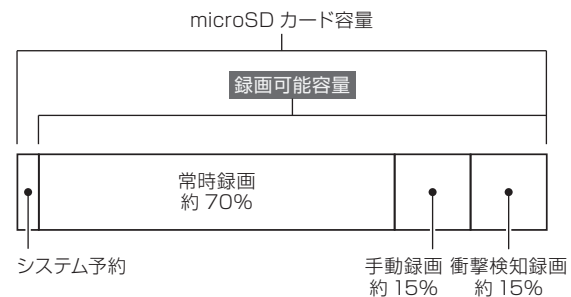 microSD カード容量
録画可能容量
常時録画
約 70%
システム予約
手動録画
約 15%
衝撃検知録画
約 15%